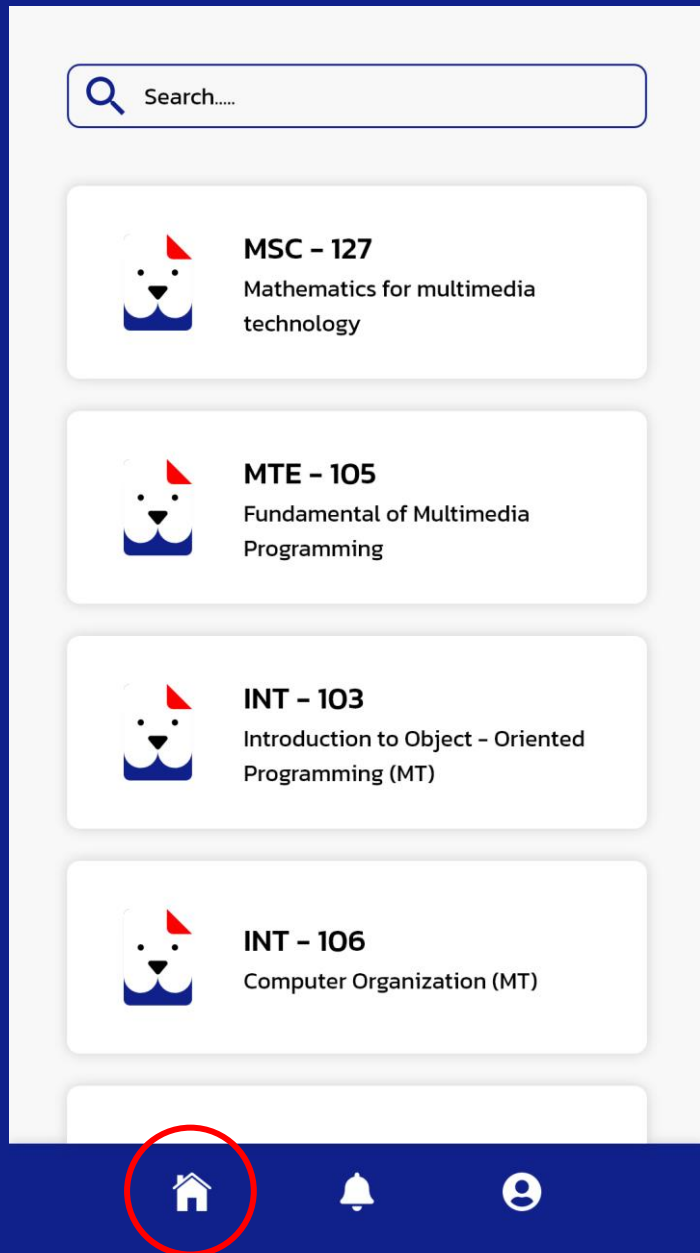 Search.....
MSC - 127
Mathematics for multimedia
technology
MTE - 105
Fundamental of Multimedia
Programming
INT - 103
Introduction to Object - Oriented
Programming (MT)
INT - 106
Computer Organization (MT)